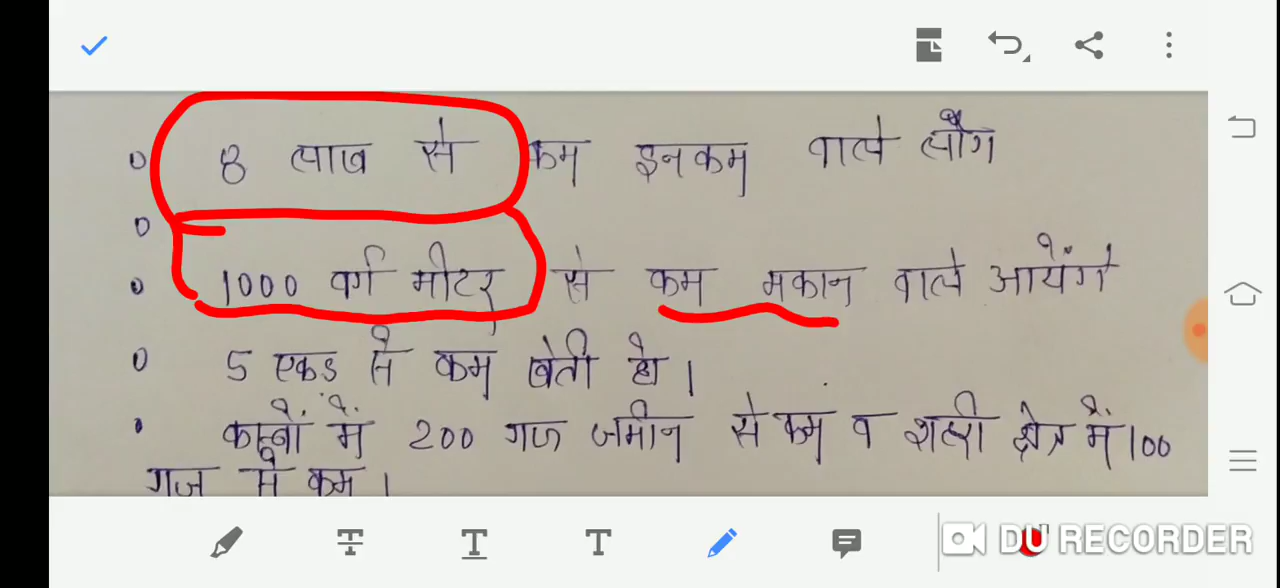 8 लाख से कम इनकम वाले लोग
1000 वर्ग मीटर से कम मकान वाले आयेंगे
5 एकड से कम खेती हो।
कास्बों में 200 गज जमीन से कम व शहरी क्षेत्र में 100
गज से कम।
DU RECORDER